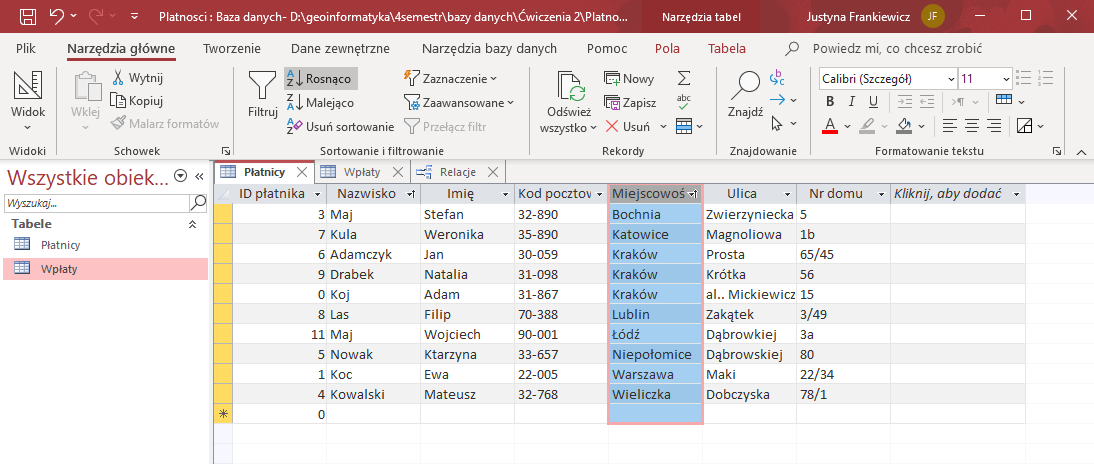 Platnosci : Baza danych- D:\geoinformatyka\4semestr\bazy danych\Ćwiczenia 2\Platno... Narzędzia tabel Justyna Frankiewicz JF
Plik Narzędzia główne Tworzenie Dane zewnętrzne Narzędzia bazy danych Pomoc Pola Tabela Powiedz mi, co chcesz zrobić
Widok Wklej Wytnij Filtruj Rosnąco Zaznaczenie Odśwież wszystko Nowy Znajdź Calibri (Szczegół) 11
Kopiuj Malejąco Zaawansowane Zapisz B I U
Malarz formatów Usuń sortowanie Przełącz filtr Usuń A
Widoki Schowek Sortowanie i filtrowanie Rekordy Znajdowanie Formatowanie tekstu
Wszystkie obiek...
Wyszukaj...
Tabele
Płatnicy
Wpłaty
Płatnicy Wpłaty Relacje
ID płatnika Nazwisko Imię Kod pocztov Miejscowoś Ulica Nr domu Kliknij, aby dodać
3 Maj Stefan 32-890 Bochnia Zwierzyniecka 5
7 Kula Weronika 35-890 Katowice Magnoliowa 1b
6 Adamczyk Jan 30-059 Kraków Prosta 65/45
9 Drabek Natalia 31-098 Kraków Krótka 56
0 Koj Adam 31-867 Kraków al.. Mickiewicz 15
8 Las Filip 70-388 Lublin Zakątek 3/49
11 Maj Wojciech 90-001 Łódź Dąbrowkiej 3a
5 Nowak Ktarzyna 33-657 Niepołomice Dąbrowskiej 80
1 Koc Ewa 22-005 Warszawa Maki 22/34
4 Kowalski Mateusz 32-768 Wieliczka Dobczyska 78/1
0